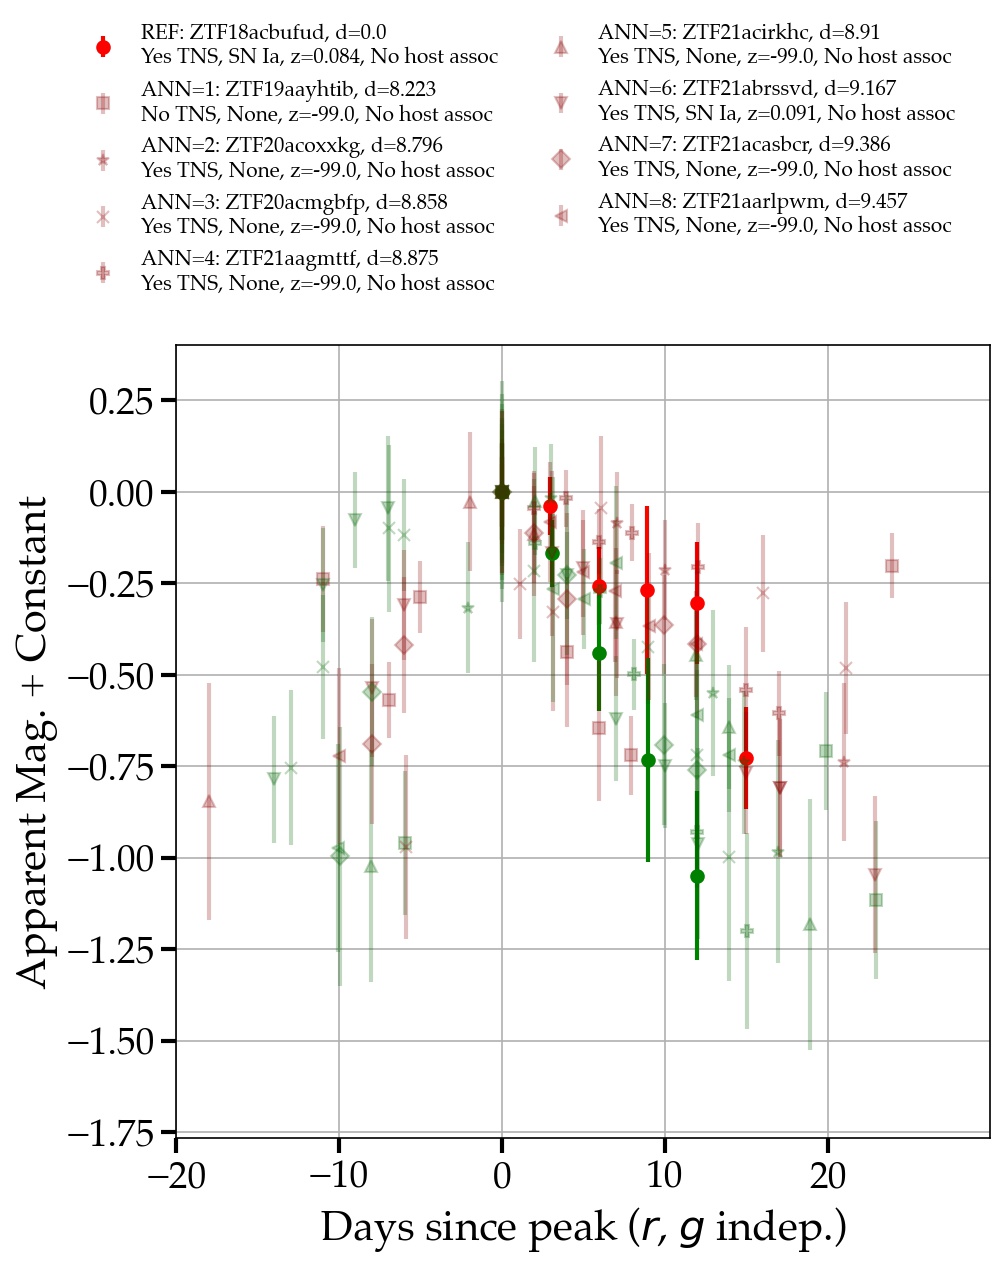 REF: ZTF18acbufud, d=0.0
Yes TNS, SN Ia, z=0.084, No host assoc
ANN=1: ZTF19aayhtib, d=8.223
No TNS, None, z=-99.0, No host assoc
ANN=2: ZTF20acoxxkg, d=8.796
Yes TNS, None, z=-99.0, No host assoc
ANN=3: ZTF20acmgbfp, d=8.858
Yes TNS, None, z=-99.0, No host assoc
ANN=4: ZTF21aagmttf, d=8.875
Yes TNS, None, z=-99.0, No host assoc
ANN=5: ZTF21acirkhc, d=8.91
Yes TNS, None, z=-99.0, No host assoc
ANN=6: ZTF21abrssvd, d=9.167
Yes TNS, SN Ia, z=0.091, No host assoc
ANN=7: ZTF21acasbcr, d=9.386
Yes TNS, None, z=-99.0, No host assoc
ANN=8: ZTF21aarlpwm, d=9.457
Yes TNS, None, z=-99.0, No host assoc
Apparent Mag. + Constant
0.25
0.00
−0.25
−0.50
−0.75
−1.00
−1.25
−1.50
−1.75
−20 −10 0 10 20
Days since peak (r, g indep.)